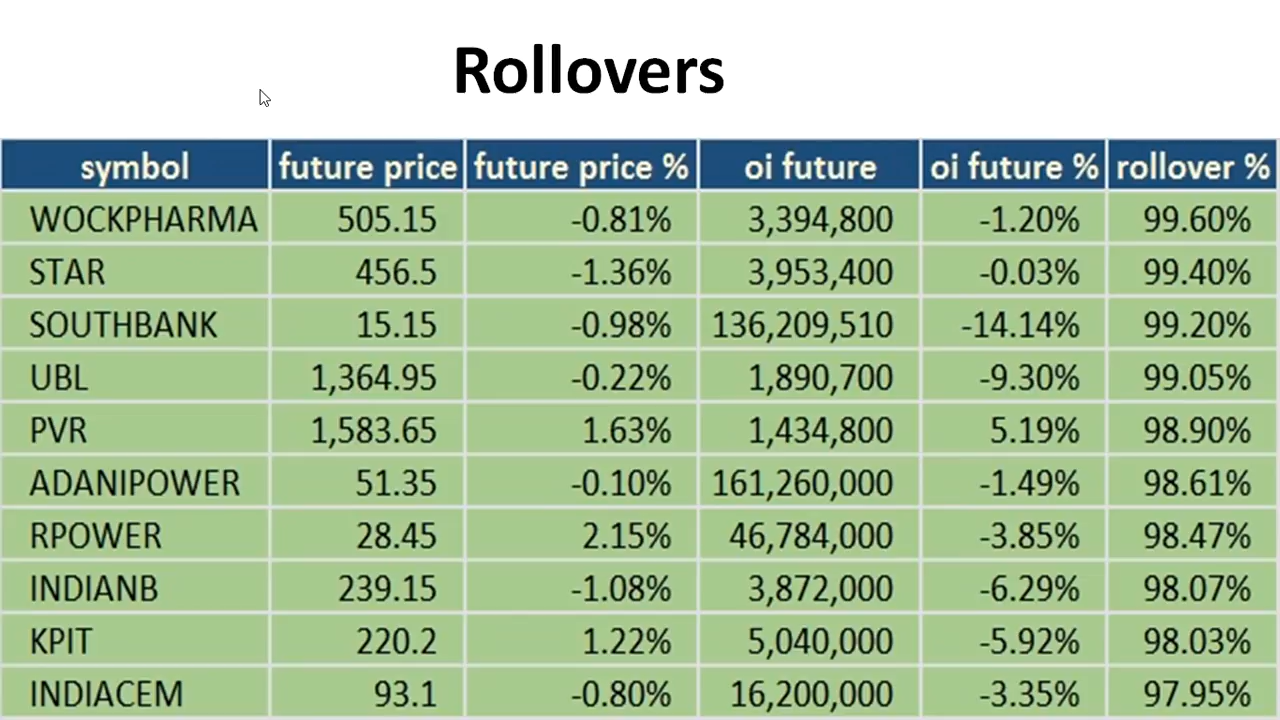 Rollovers
symbol future price future price % oi future oi future % rollover %
WOCKPHARMA 505.15 -0.81% 3,394,800 -1.20% 99.60%
STAR 456.5 -1.36% 3,953,400 -0.03% 99.40%
SOUTHBANK 15.15 -0.98% 136,209,510 -14.14% 99.20%
UBL 1,364.95 -0.22% 1,890,700 -9.30% 99.05%
PVR 1,583.65 1.63% 1,434,800 5.19% 98.90%
ADANIPOWER 51.35 -0.10% 161,260,000 -1.49% 98.61%
RPOWER 28.45 2.15% 46,784,000 -3.85% 98.47%
INDIANB 239.15 -1.08% 3,872,000 -6.29% 98.07%
KPIT 220.2 1.22% 5,040,000 -5.92% 98.03%
INDIACEM 93.1 -0.80% 16,200,000 -3.35% 97.95%